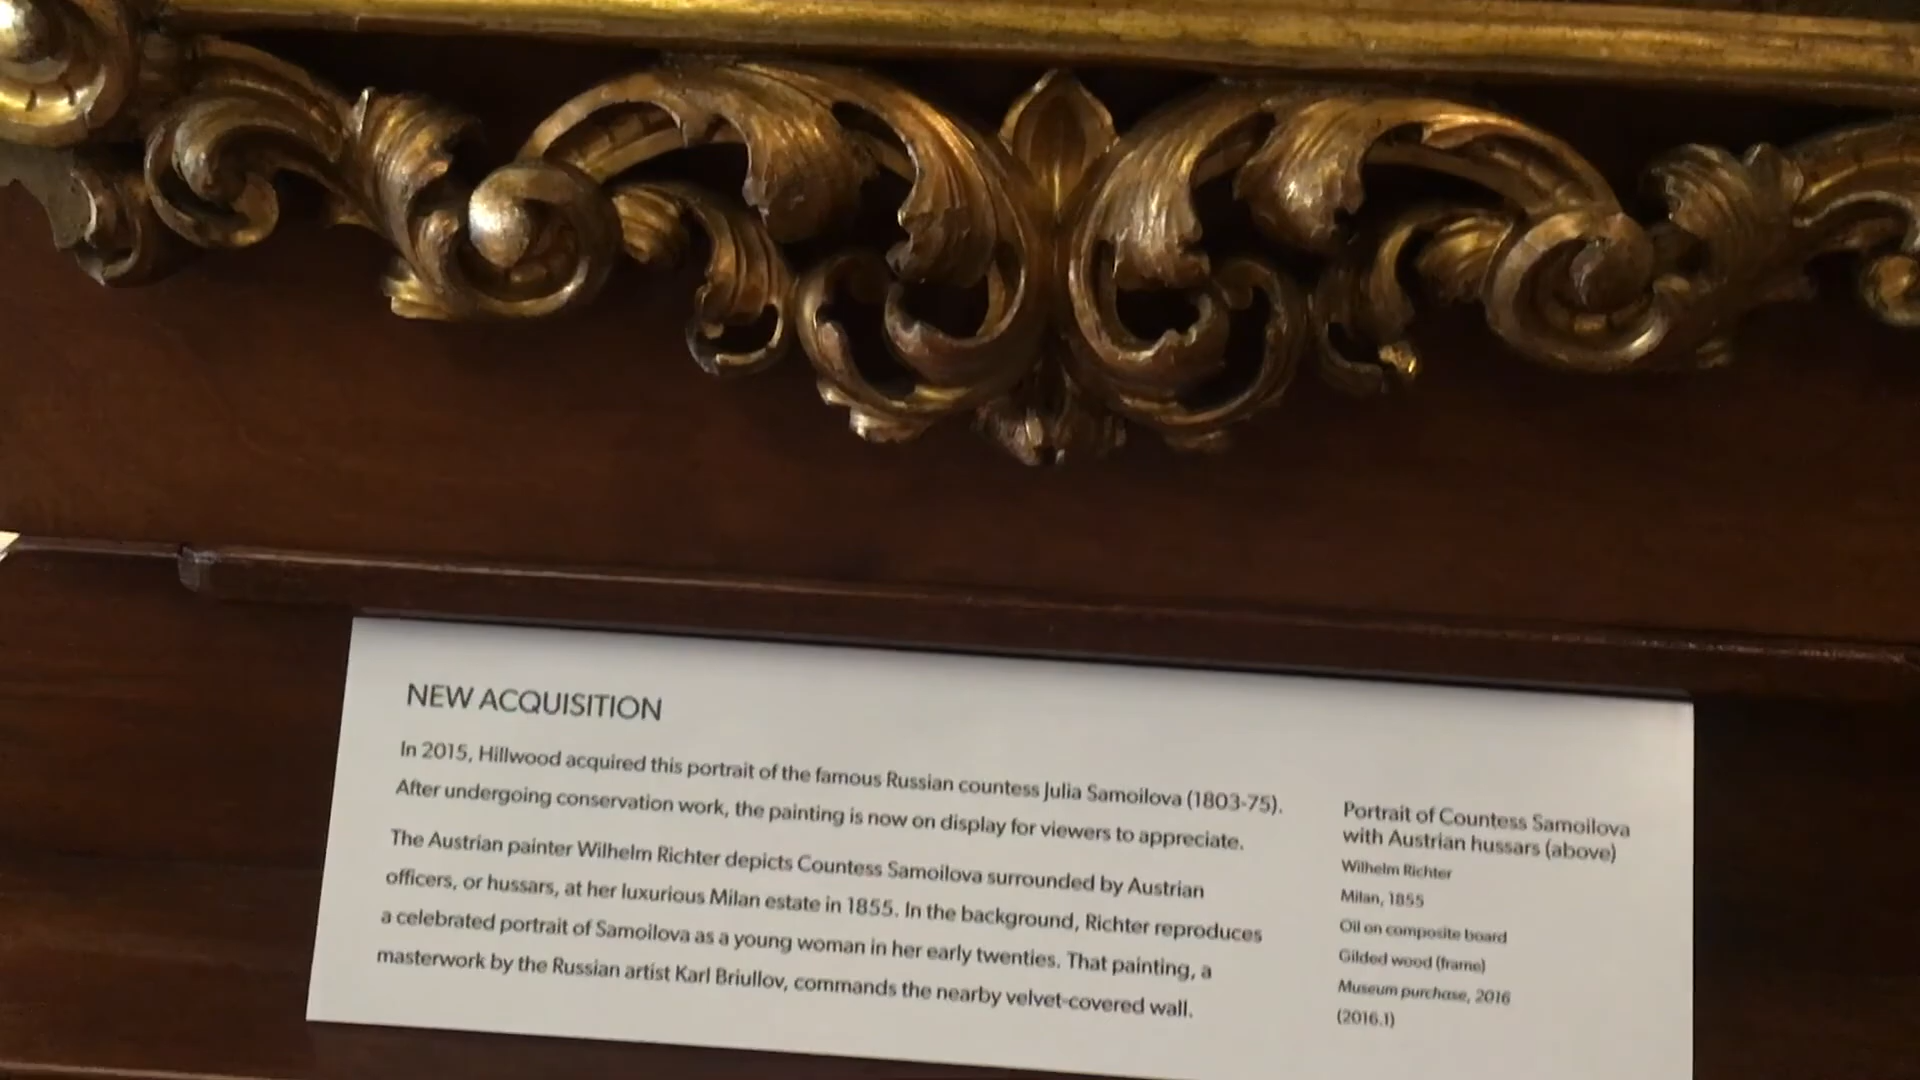 NEW ACQUISITION
In 2015, Hillwood acquired this portrait of the famous Russian countess Julia Samoilova (1803-75).
After undergoing conservation work, the painting is now on display for viewers to appreciate.
The Austrian painter Wilhelm Richter depicts Countess Samoilova surrounded by Austrian
officers, or hussars, at her luxurious Milan estate in 1855. In the background, Richter reproduces
a celebrated portrait of Samoilova as a young woman in her early twenties. That painting, a
masterwork by the Russian artist Karl Briullov, commands the nearby velvet-covered wall.
Portrait of Countess Samoilova
with Austrian hussars (above)
Wilhelm Richter
Milan, 1855
Oil on composite board
Gilded wood (frame)
Museum purchase, 2016
(2016.1)